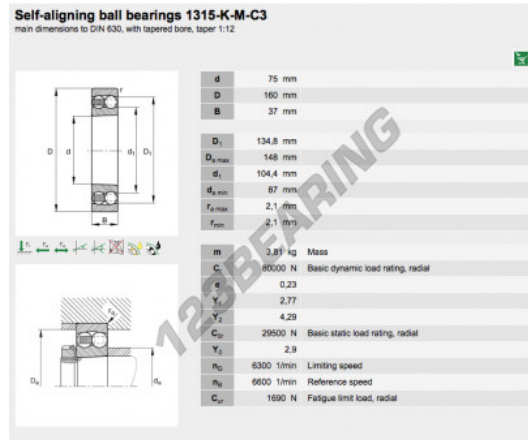 Self-aligning ball bearings 1315-K-M-C3
main dimensions to DIN 630, with tapered bore, taper 1:12
d 75 mm
D 160 mm
B 37 mm
D1 134,8 mm
Da max 148 mm
d1 104,4 mm
da min 87 mm
ra max 2,1 mm
rmin 2,1 mm
m 3,81 kg Mass
Cr 80000 N Basic dynamic load rating, radial
e 0,23
Y1 2,77
Y2 4,29
C0r 29500 N Basic static load rating, radial
Y0 2,9
nG 6300 1/min Limiting speed
nB 6600 1/min Reference speed
Cur 1690 N Fatigue limit load, radial
r
D d d1 D1
B
ra
Da da
123BEARING